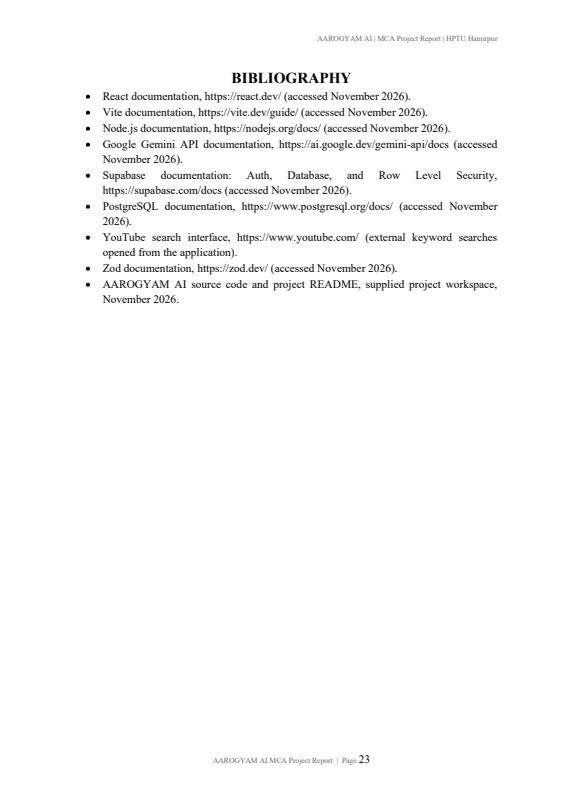 AAROGYAM AI | MCA Project Report | HPTU Hamirpur
BIBLIOGRAPHY
• React documentation, https://react.dev/ (accessed November 2026).
• Vite documentation, https://vite.dev/guide/ (accessed November 2026).
• Node.js documentation, https://nodejs.org/docs/ (accessed November 2026).
• Google Gemini API documentation, https://ai.google.dev/gemini-api/docs (accessed
November 2026).
• Supabase documentation: Auth, Database, and Row Level Security,
https://supabase.com/docs (accessed November 2026).
• PostgreSQL documentation, https://www.postgresql.org/docs/ (accessed November
2026).
• YouTube search interface, https://www.youtube.com/ (external keyword searches
opened from the application).
• Zod documentation, https://zod.dev/ (accessed November 2026).
• AAROGYAM AI source code and project README, supplied project workspace,
November 2026.
AAROGYAM AI MCA Project Report | Page 23